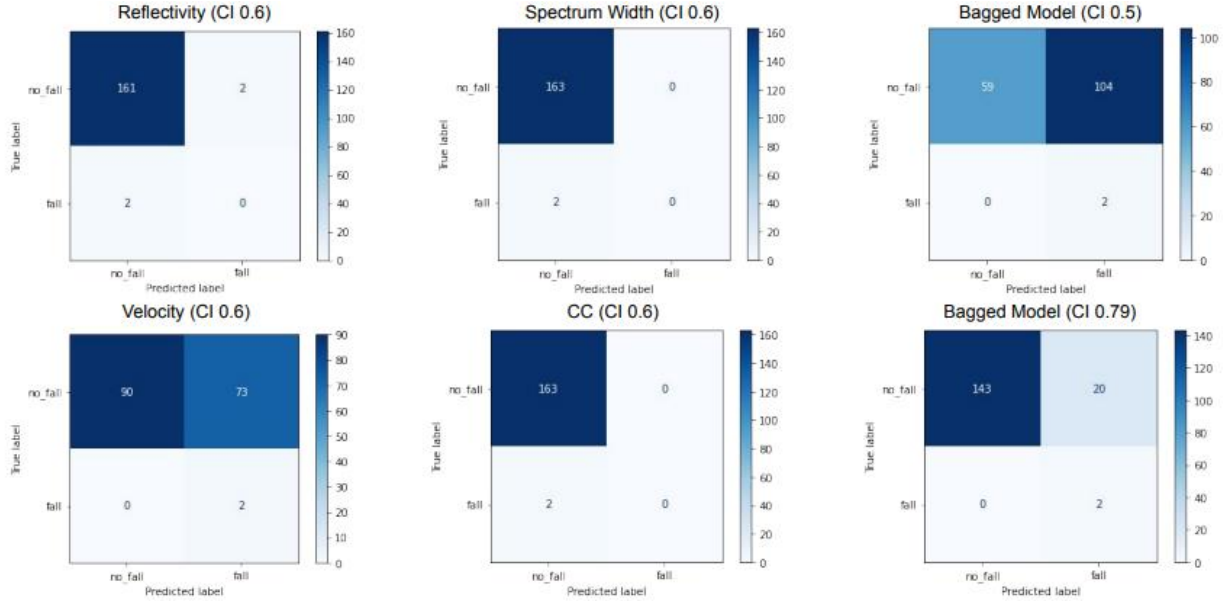 Reflectivity (CI 0.6)
160
140
120
100
80
60
40
20
0
no_fall
fall
True label
161
2
2
0
no_fall
fall
Predicted label
Spectrum Width (CI 0.6)
160
140
120
100
80
60
40
20
0
no_fall
fall
True label
163
0
2
0
no_fall
fall
Predicted label
Bagged Model (CI 0.5)
100
80
60
40
20
0
no_fall
fall
True label
59
104
0
2
no_fall
fall
Predicted label
Velocity (CI 0.6)
90
80
70
60
50
40
30
20
10
0
no_fall
fall
True label
90
73
0
2
no_fall
fall
Predicted label
CC (CI 0.6)
160
140
120
100
80
60
40
20
0
no_fall
fall
True label
163
0
2
0
no_fall
fall
Predicted label
Bagged Model (CI 0.79)
140
120
100
80
60
40
20
0
no_fall
fall
True label
143
20
0
2
no_fall
fall
Predicted label